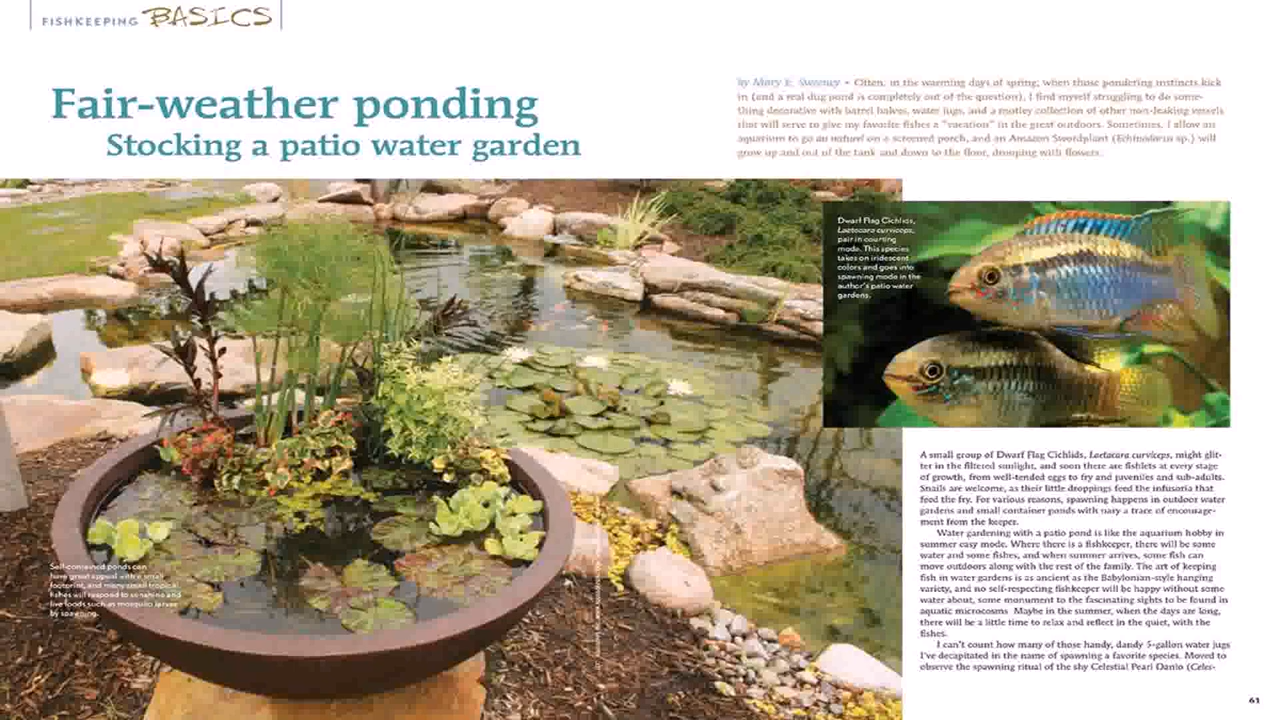 FISHKEEPING BASICS
Fair-weather ponding
Stocking a patio water garden
by Mary E. Sweeney • Often, in the warming days of spring, when those pondering instincts kick
in (and a real dug pond is completely out of the question), I find myself struggling to do some-
thing decorative with barrel halves, water jugs, and a motley collection of other non-leaking vessels
that will serve to give my favorite fishes a "vacation" in the great outdoors. Sometimes, I allow an
aquarium to go au naturel on a screened porch, and an Amazon Swordplant (Echinodorus sp.) will
grow up and out of the tank and down to the floor, drooping with flowers.
Dwarf Flag Cichlids,
Laetacara curviceps,
pair in courting
mode. This species
takes on iridescent
colors and goes into
spawning mode in the
author's patio water
gardens.
Self-contained ponds can
have great appeal with a small
footprint, and many small tropical
fishes will respond to sunshine and
live foods such as mosquito larvae
by spawning.
A small group of Dwarf Flag Cichlids, Laetacara curviceps, might glit-
ter in the filtered sunlight, and soon there are fishlets at every stage
of growth, from well-tended eggs to fry and juveniles and sub-adults.
Snails are welcome, as their little droppings feed the infusoria that
feed the fry. For various reasons, spawning happens in outdoor water
gardens and small container ponds with nary a trace of encourage-
ment from the keeper.
Water gardening with a patio pond is like the aquarium hobby in
summer easy mode. Where there is a fishkeeper, there will be some
water and some fishes, and when summer arrives, some fish can
move outdoors along with the rest of the family. The art of keeping
fish in water gardens is as ancient as the Babylonian-style hanging
variety, and no self-respecting fishkeeper will be happy without some
water about, some monument to the fascinating sights to be found in
aquatic microcosms Maybe in the summer, when the days are long,
there will be a little time to relax and reflect in the quiet, with the
fishes.
I can't count how many of those handy, dandy 5-gallon water jugs
I've decapitated in the name of spawning a favorite species. Moved to
observe the spawning ritual of the shy Celestial Pearl Danio (Celes-
61